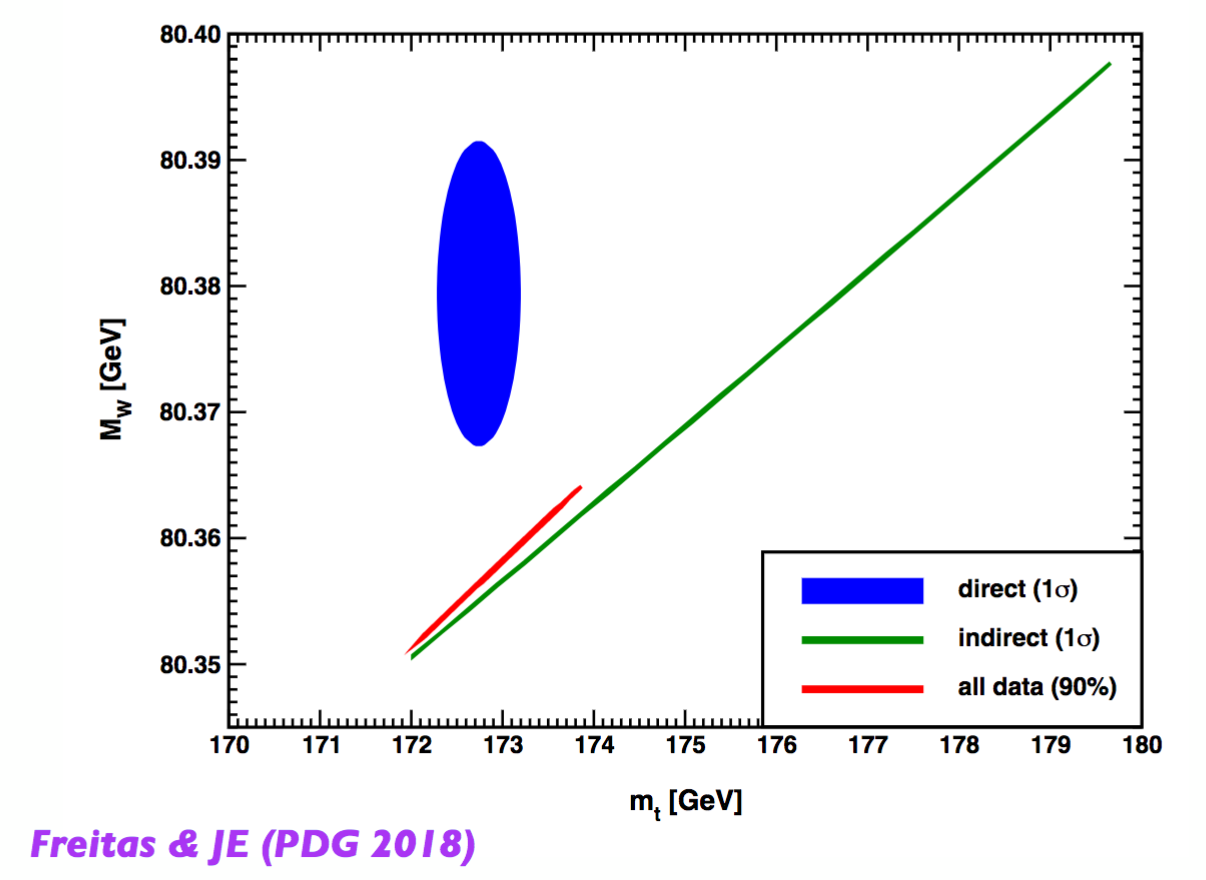 80.40
80.39
80.38
80.37
80.36
80.35
M_W [GeV]
direct (1σ)
indirect (1σ)
all data (90%)
170 171 172 173 174 175 176 177 178 179 180
m_t [GeV]
Freitas & JE (PDG 2018)